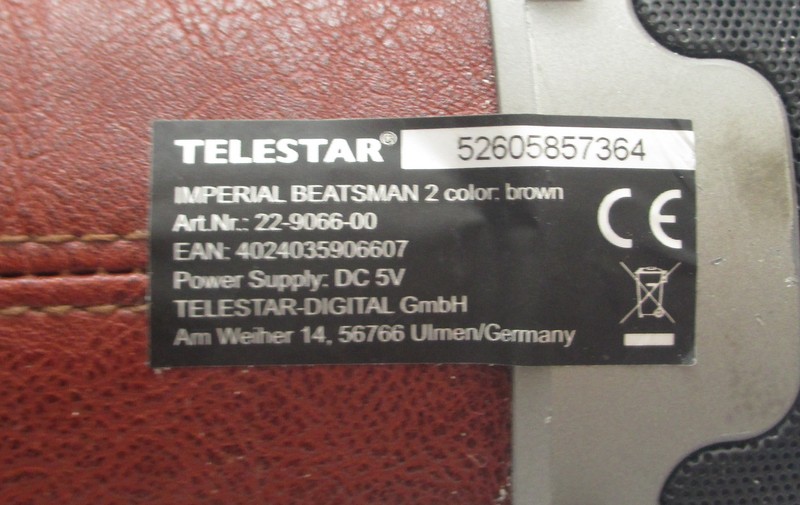 TELESTAR® 52605857364
IMPERIAL BEATSMAN 2 color: brown
Art.Nr.: 22-9066-00
EAN: 4024035906607
Power Supply: DC 5V
TELESTAR-DIGITAL GmbH
Am Weiher 14, 56766 Ulmen/Germany
CE